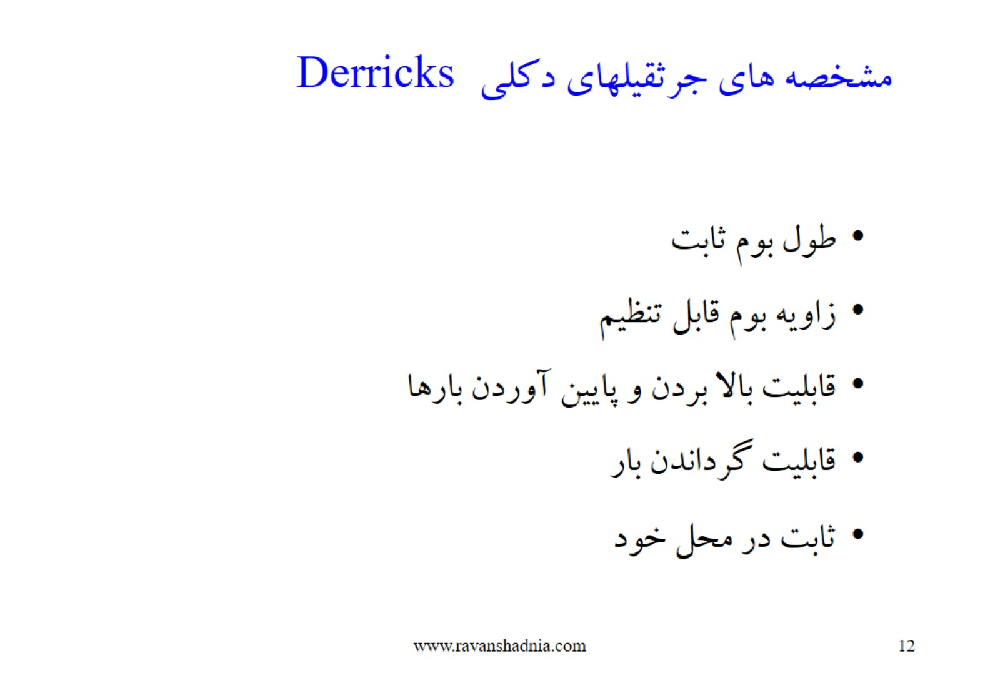 مشخصه های جرثقیلهای دکلی Derricks
• طول بوم ثابت
• زاویه بوم قابل تنظیم
• قابلیت بالا بردن و پایین آوردن بارها
• قابلیت گرداندن بار
• ثابت در محل خود
www.ravanshadnia.com
12